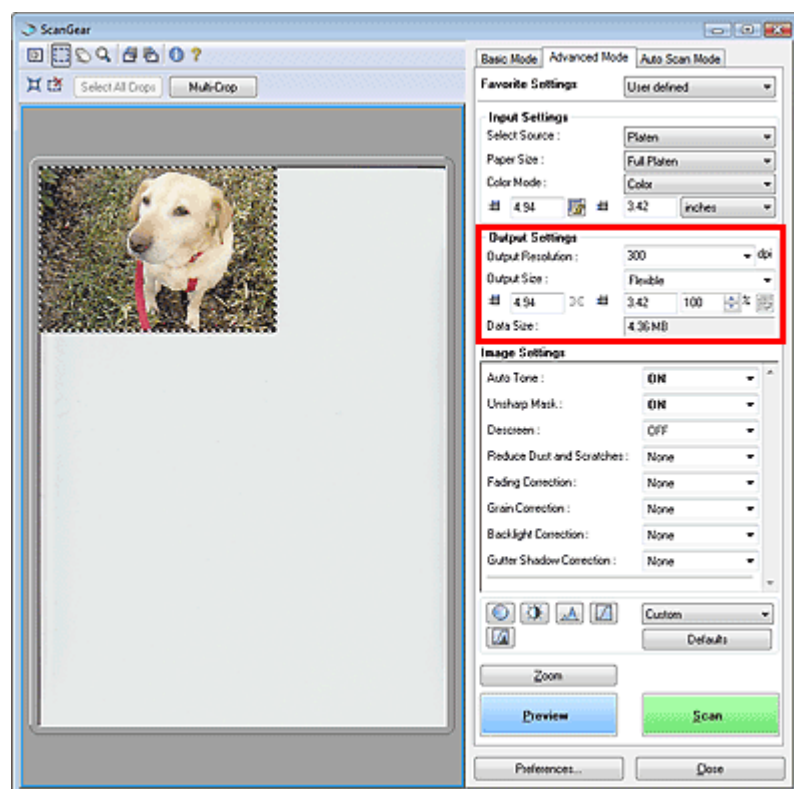 ScanGear
Basic Mode Advanced Mode Auto Scan Mode
Select All Crops Multi-Crop
Favorite Settings User defined
Input Settings
Select Source : Platen
Paper Size : Full Platen
Color Mode : Color
4.94 3.42 inches
Output Settings
Output Resolution : 300 dpi
Output Size : Flexible
4.94 3.42 100 %
Data Size : 4.36 MB
Image Settings
Auto Tone : ON
Unsharp Mask : ON
Descreen : OFF
Reduce Dust and Scratches : None
Fading Correction : None
Grain Correction : None
Backlight Correction : None
Gutter Shadow Correction : None
Custom
Defaults
Zoom
Preview Scan
Preferences... Close